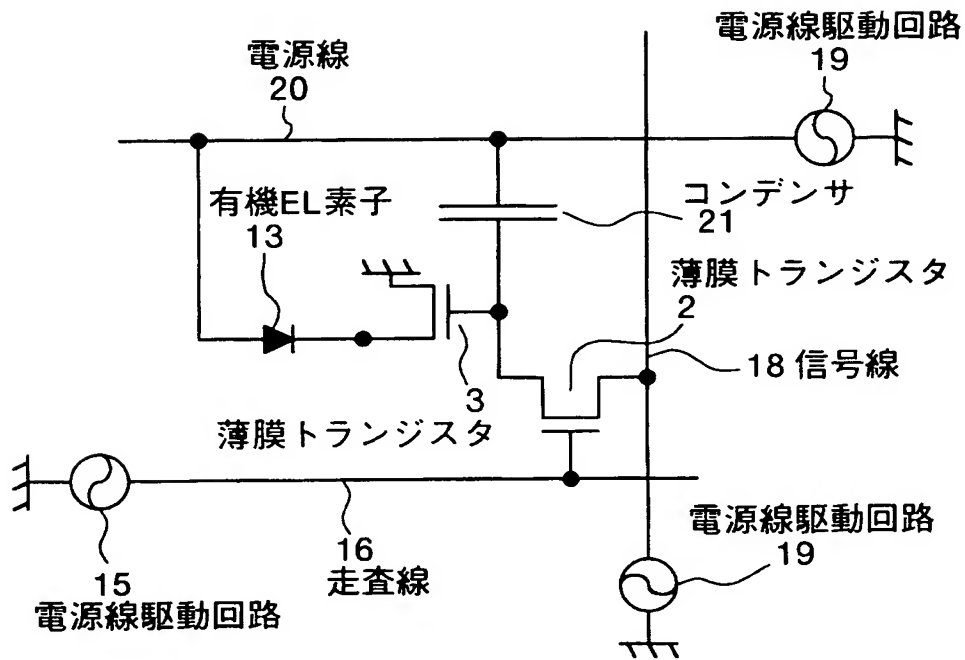 電源線駆動回路
19
電源線
20
有機EL素子
13
コンデンサ
21
薄膜トランジスタ
2
18 信号線
3
薄膜トランジスタ
電源線駆動回路
19
16
走査線
15
電源線駆動回路